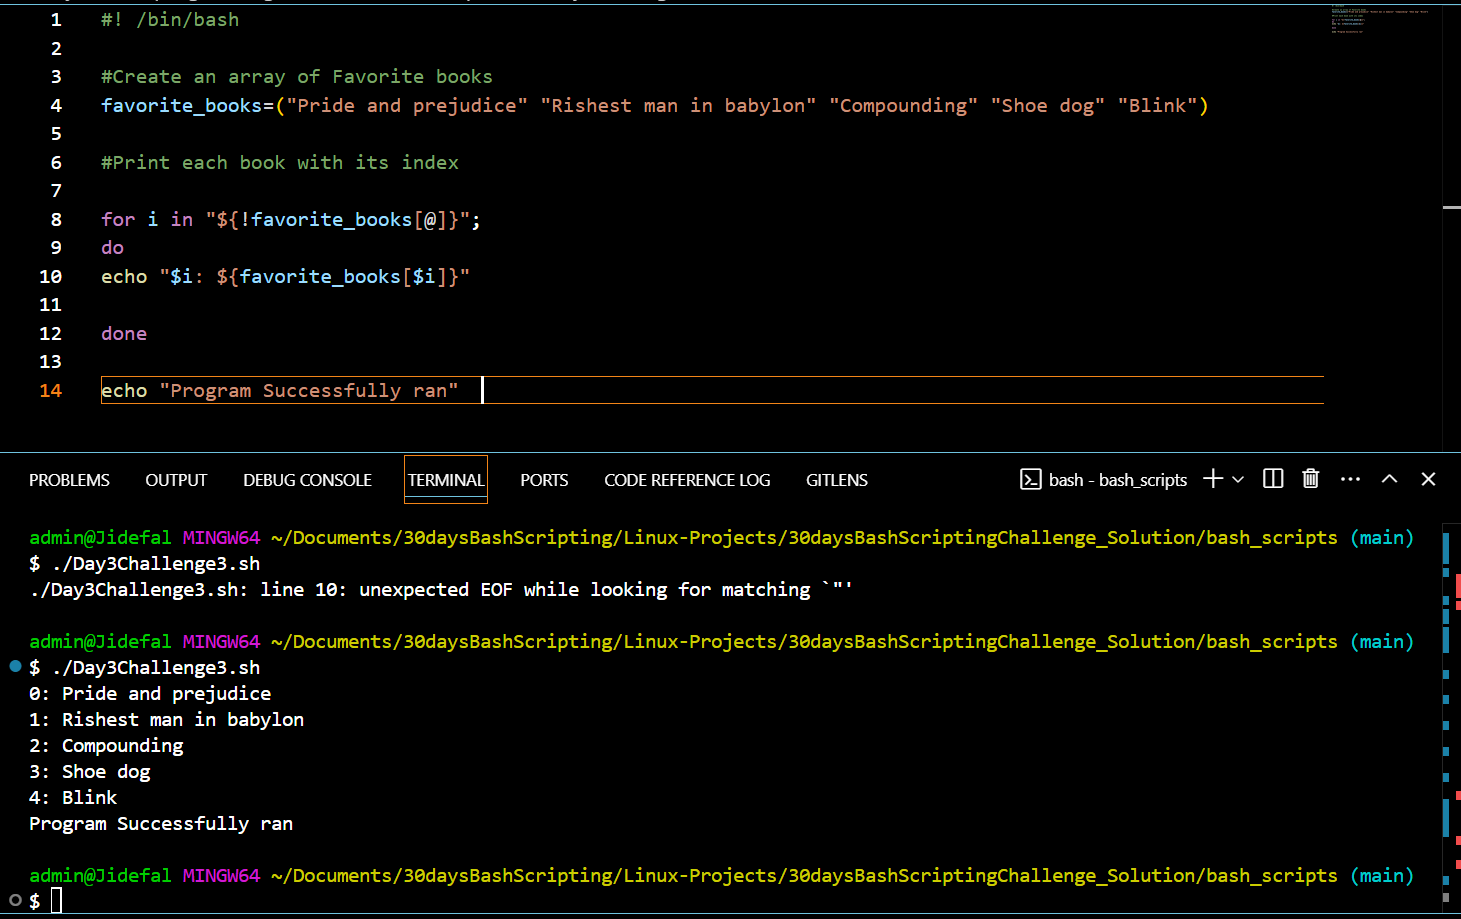 1 #! /bin/bash
2
3 #Create an array of Favorite books
4 favorite_books=("Pride and prejudice" "Rishest man in babylon" "Compounding" "Shoe dog" "Blink")
5
6 #Print each book with its index
7
8 for i in "${!favorite_books[@]}";
9 do
10 echo "$i: ${favorite_books[$i]}"
11
12 done
13
14 echo "Program Successfully ran"
PROBLEMS OUTPUT DEBUG CONSOLE TERMINAL PORTS CODE REFERENCE LOG GITLENS bash - bash_scripts
admin@Jidefal MINGW64 ~/Documents/30daysBashScripting/Linux-Projects/30daysBashScriptingChallenge_Solution/bash_scripts (main)
$ ./Day3Challenge3.sh
./Day3Challenge3.sh: line 10: unexpected EOF while looking for matching `"'
admin@Jidefal MINGW64 ~/Documents/30daysBashScripting/Linux-Projects/30daysBashScriptingChallenge_Solution/bash_scripts (main)
$ ./Day3Challenge3.sh
0: Pride and prejudice
1: Rishest man in babylon
2: Compounding
3: Shoe dog
4: Blink
Program Successfully ran
admin@Jidefal MINGW64 ~/Documents/30daysBashScripting/Linux-Projects/30daysBashScriptingChallenge_Solution/bash_scripts (main)
$